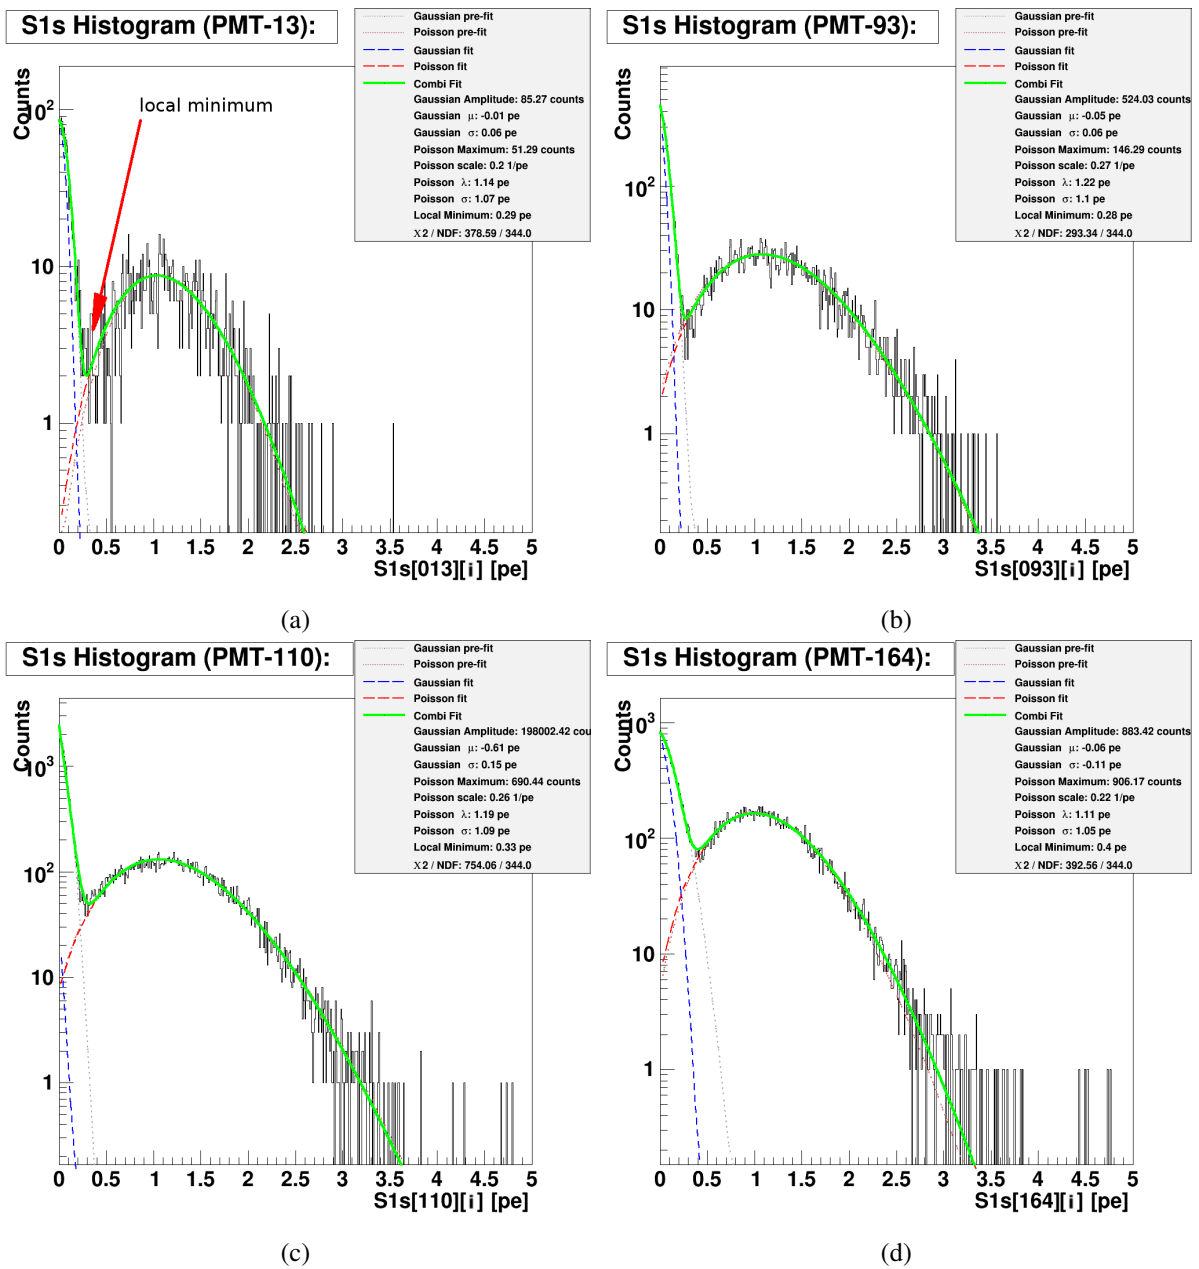 S1s Histogram (PMT-13):
Gaussian pre-fit
Poisson pre-fit
Gaussian fit
Poisson fit
Combi Fit
Gaussian Amplitude: 85.27 counts
Gaussian μ: -0.01 pe
Gaussian σ: 0.06 pe
Poisson Maximum: 51.29 counts
Poisson scale: 0.2 1/pe
Poisson λ: 1.14 pe
Poisson σ: 1.07 pe
Local Minimum: 0.29 pe
X2 / NDF: 378.59 / 344.0
Counts
local minimum
10²
10
1
0 0.5 1 1.5 2 2.5 3 3.5 4 4.5 5
S1s[013][i] [pe]
(a)
S1s Histogram (PMT-93):
Gaussian pre-fit
Poisson pre-fit
Gaussian fit
Poisson fit
Combi Fit
Gaussian Amplitude: 524.03 counts
Gaussian μ: -0.05 pe
Gaussian σ: 0.06 pe
Poisson Maximum: 146.29 counts
Poisson scale: 0.27 1/pe
Poisson λ: 1.22 pe
Poisson σ: 1.1 pe
Local Minimum: 0.28 pe
X2 / NDF: 293.34 / 344.0
Counts
10²
10
1
0 0.5 1 1.5 2 2.5 3 3.5 4 4.5 5
S1s[093][i] [pe]
(b)
S1s Histogram (PMT-110):
Gaussian pre-fit
Poisson pre-fit
Gaussian fit
Poisson fit
Combi Fit
Gaussian Amplitude: 198002.42 cou
Gaussian μ: -0.61 pe
Gaussian σ: 0.15 pe
Poisson Maximum: 690.44 counts
Poisson scale: 0.26 1/pe
Poisson λ: 1.19 pe
Poisson σ: 1.09 pe
Local Minimum: 0.33 pe
X2 / NDF: 754.06 / 344.0
Counts
10³
10²
10
1
0 0.5 1 1.5 2 2.5 3 3.5 4 4.5 5
S1s[110][i] [pe]
(c)
S1s Histogram (PMT-164):
Gaussian pre-fit
Poisson pre-fit
Gaussian fit
Poisson fit
Combi Fit
Gaussian Amplitude: 883.42 counts
Gaussian μ: -0.06 pe
Gaussian σ: -0.11 pe
Poisson Maximum: 906.17 counts
Poisson scale: 0.22 1/pe
Poisson λ: 1.11 pe
Poisson σ: 1.05 pe
Local Minimum: 0.4 pe
X2 / NDF: 392.56 / 344.0
Counts
10³
10²
10
1
0 0.5 1 1.5 2 2.5 3 3.5 4 4.5 5
S1s[164][i] [pe]
(d)